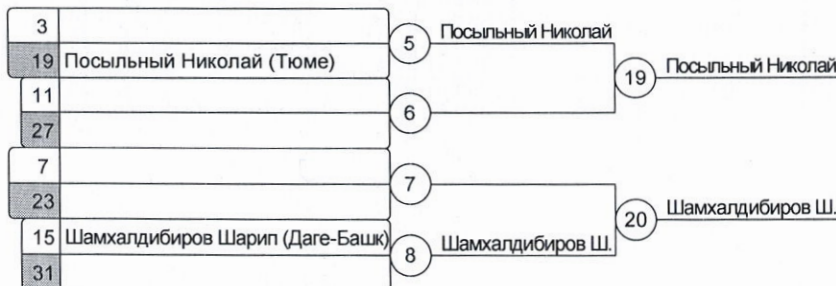 3
5 Посыльный Николай
19 Посыльный Николай (Тюме)
19 Посыльный Николай
11
6
27
7
7
23
20 Шамхалдибиров Ш.
15 Шамхалдибиров Шарип (Даге-Башк)
8 Шамхалдибиров Ш.
31